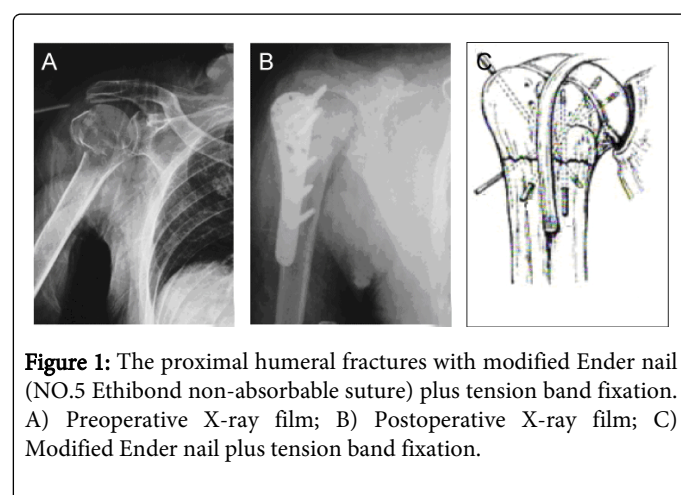 A
B
C
Figure 1: The proximal humeral fractures with modified Ender nail
(NO.5 Ethibond non-absorbable suture) plus tension band fixation.
A) Preoperative X-ray film; B) Postoperative X-ray film; C)
Modified Ender nail plus tension band fixation.